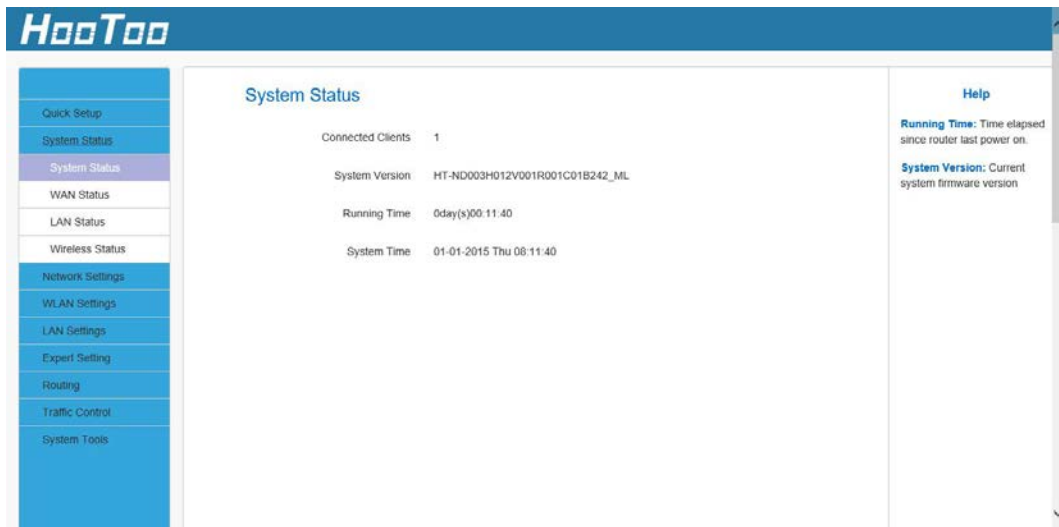 HooToo
Quick Setup
System Status
System Status
WAN Status
LAN Status
Wireless Status
Network Settings
WLAN Settings
LAN Settings
Expert Setting
Routing
Traffic Control
System Tools
System Status
Connected Clients 1
System Version HT-ND003H012V001R001C01B242_ML
Running Time 0day(s)00:11:40
System Time 01-01-2015 Thu 08:11:40
Help
Running Time: Time elapsed
since router last power on.
System Version: Current
system firmware version